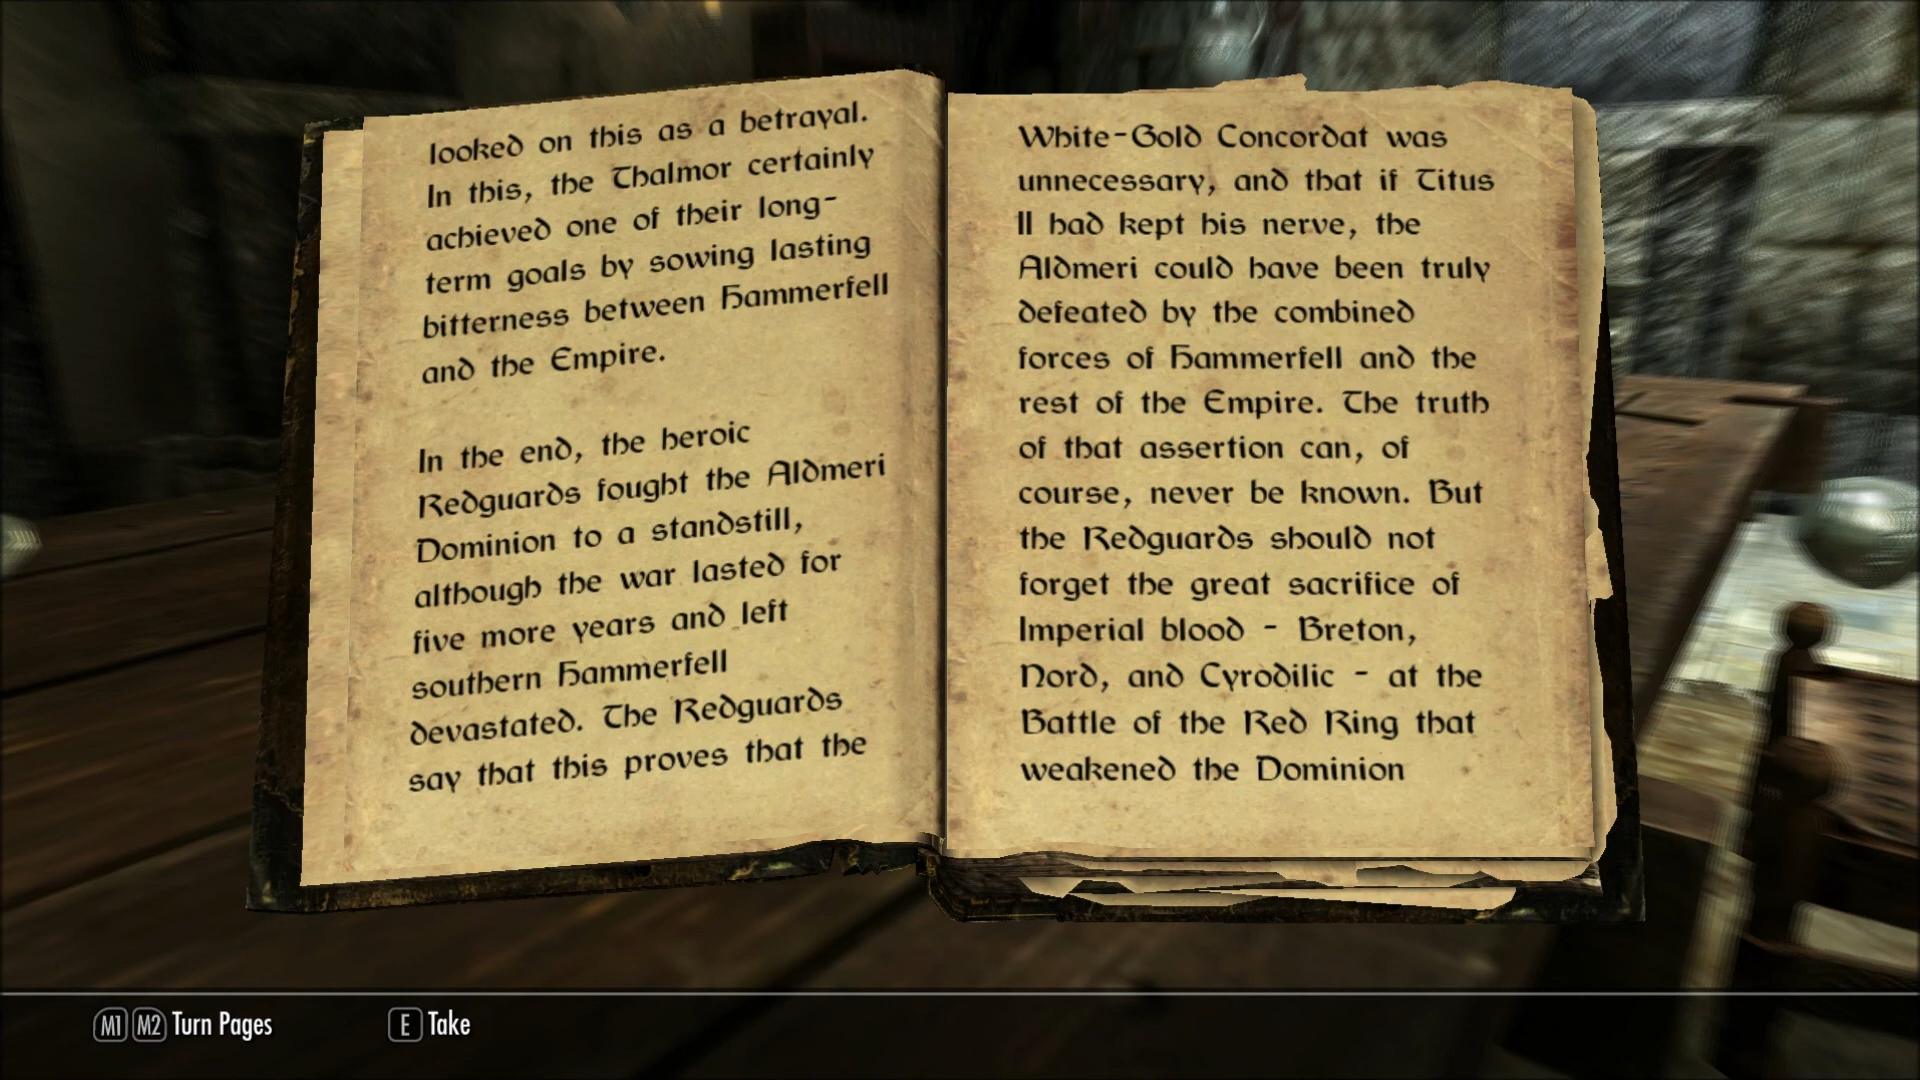 looked on this as a betrayal.
In this, the Thalmor certainly
achieved one of their long-
term goals by sowing lasting
bitterness between Hammerfell
and the Empire.
In the end, the heroic
Redguards fought the Aldmeri
Dominion to a standstill,
although the war lasted for
five more years and left
southern Hammerfell
devastated. The Redguards
say that this proves that the
White-Gold Concordat was
unnecessary, and that if Titus
II had kept his nerve, the
Aldmeri could have been truly
defeated by the combined
forces of Hammerfell and the
rest of the Empire. The truth
of that assertion can, of
course, never be known. But
the Redguards should not
forget the great sacrifice of
Imperial blood - Breton,
Nord, and Cyrodilic - at the
Battle of the Red Ring that
weakened the Dominion
M1 M2 Turn Pages
E Take